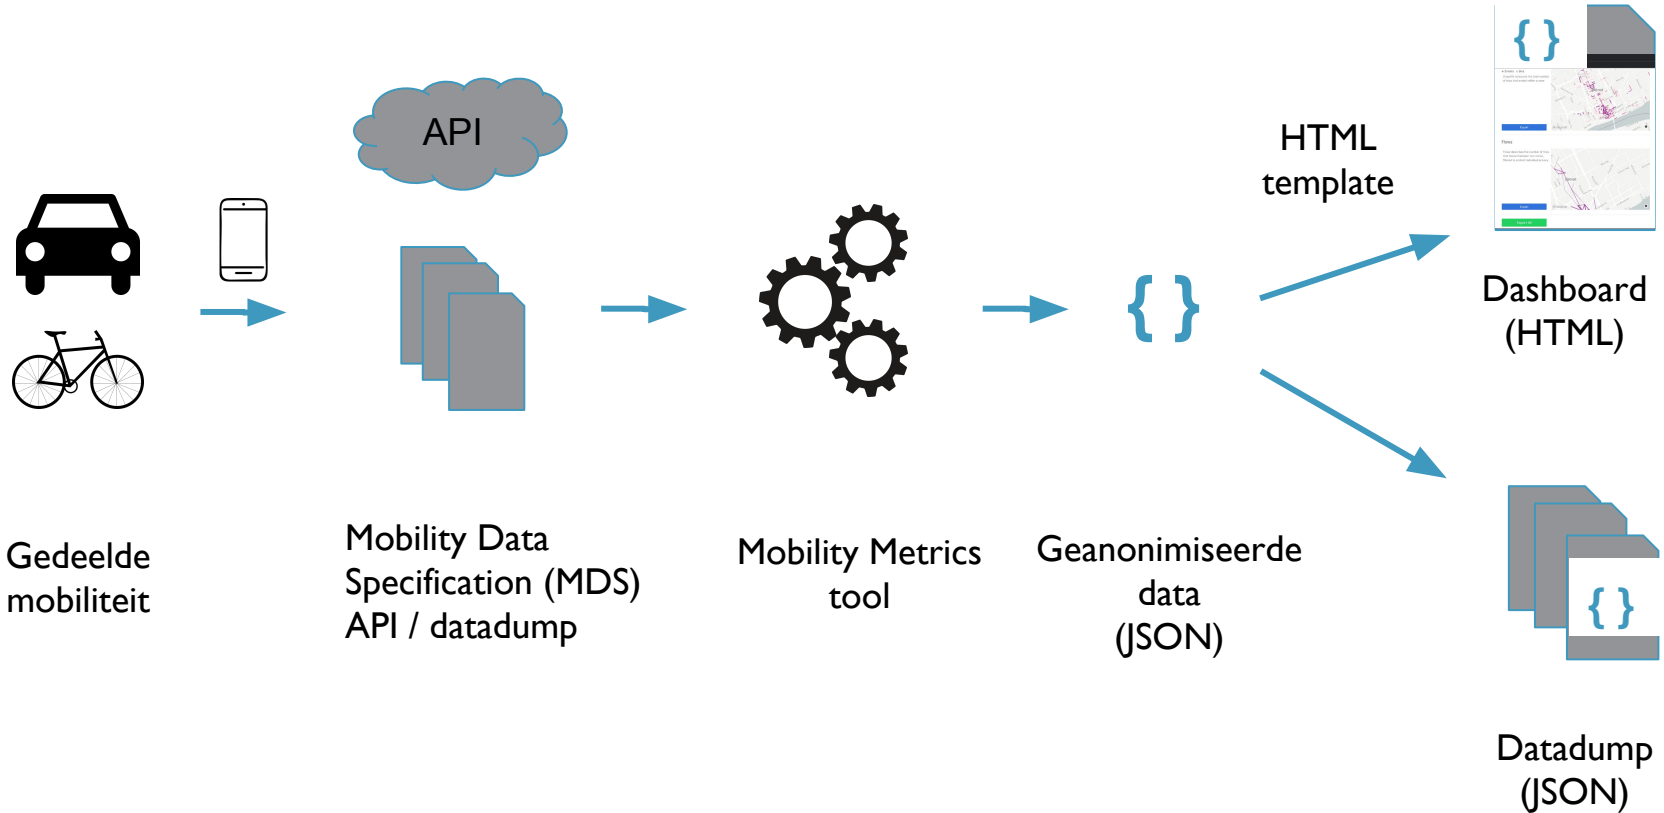 API
HTML
template
Dashboard
(HTML)
Gedeelde
mobiliteit
Mobility Data
Specification (MDS)
API / datadump
Mobility Metrics
tool
Geanonimiseerde
data
(JSON)
{ }
{ }
{ }
Datadump
(JSON)
Times